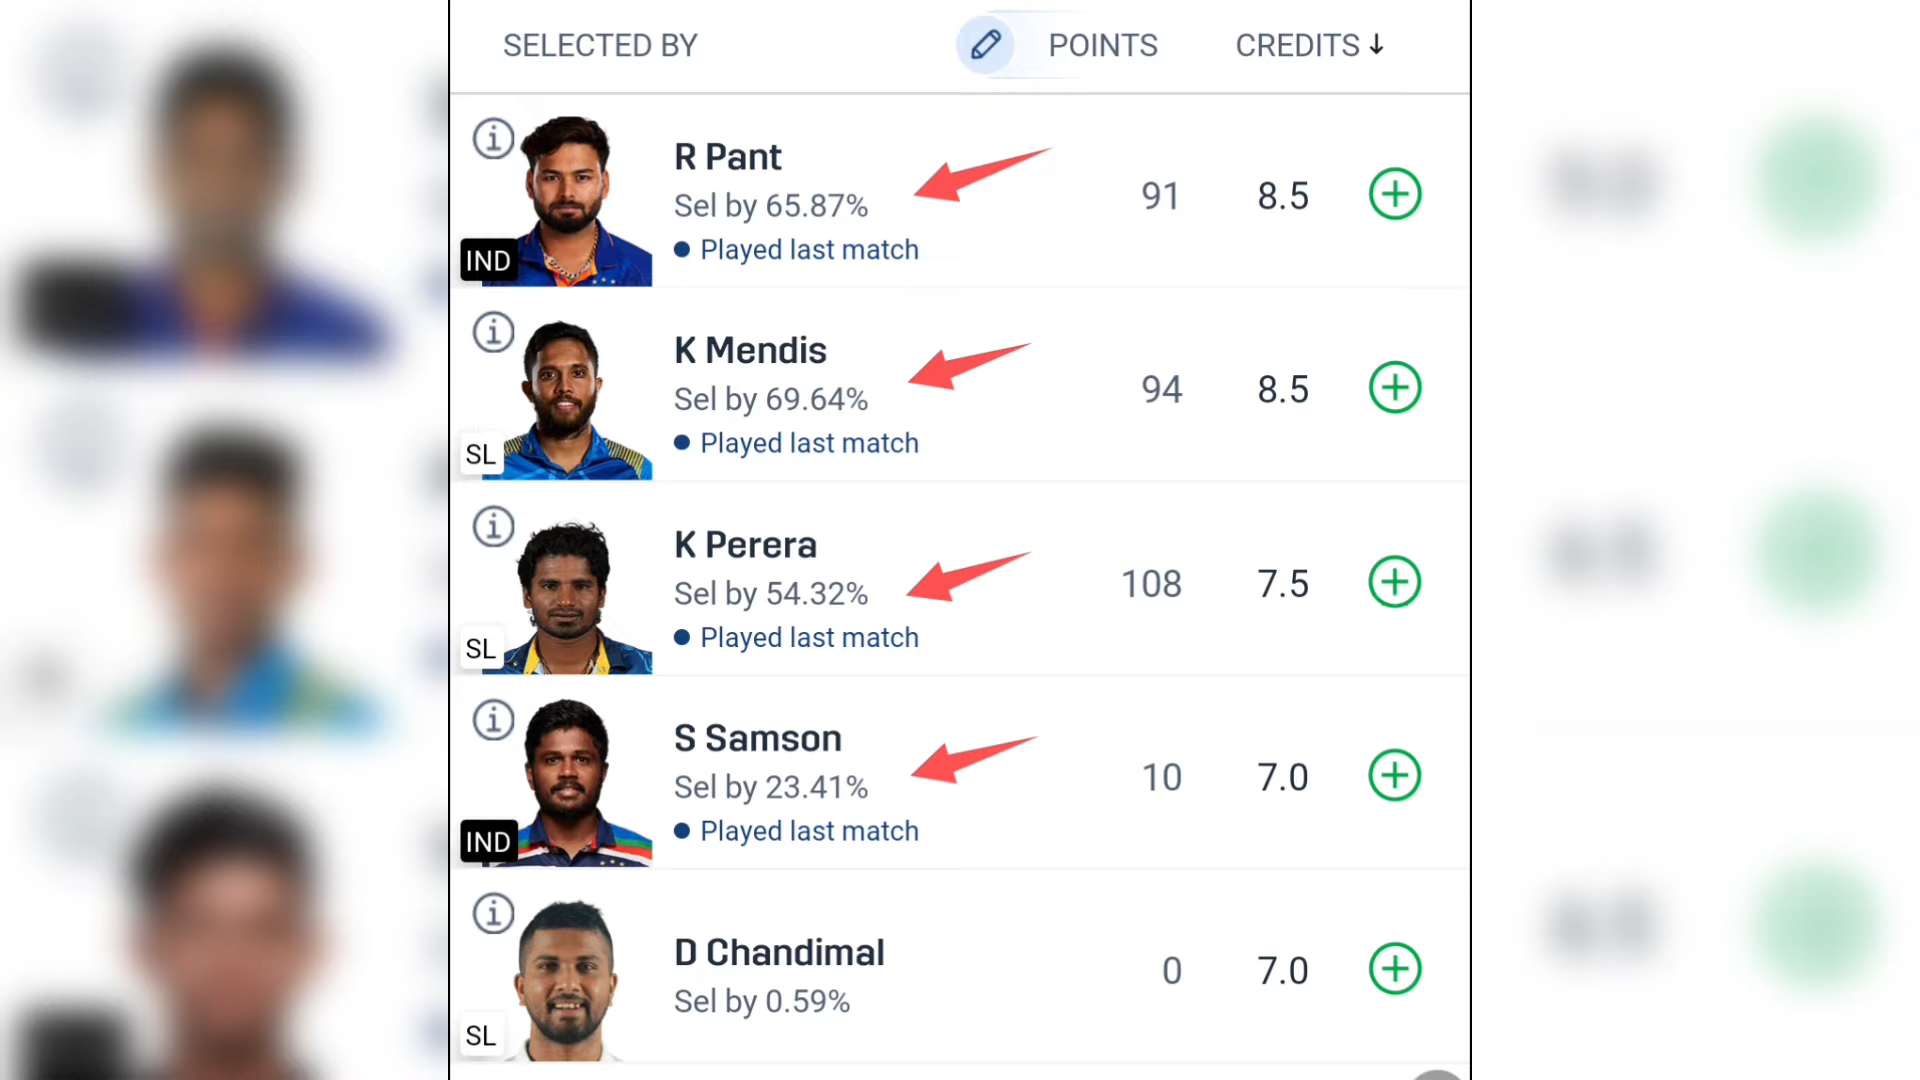 SELECTED BY POINTS CREDITS ↓
R Pant
Sel by 65.87% 91 8.5
Played last match
IND
K Mendis
Sel by 69.64% 94 8.5
Played last match
SL
K Perera
Sel by 54.32% 108 7.5
Played last match
SL
S Samson
Sel by 23.41% 10 7.0
Played last match
IND
D Chandimal
Sel by 0.59% 0 7.0
SL